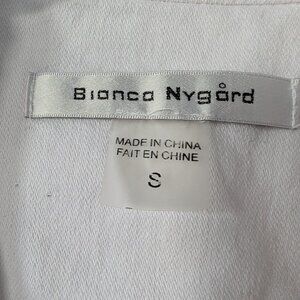 Bianca Nygård
MADE IN CHINA
FAIT EN CHINE
S